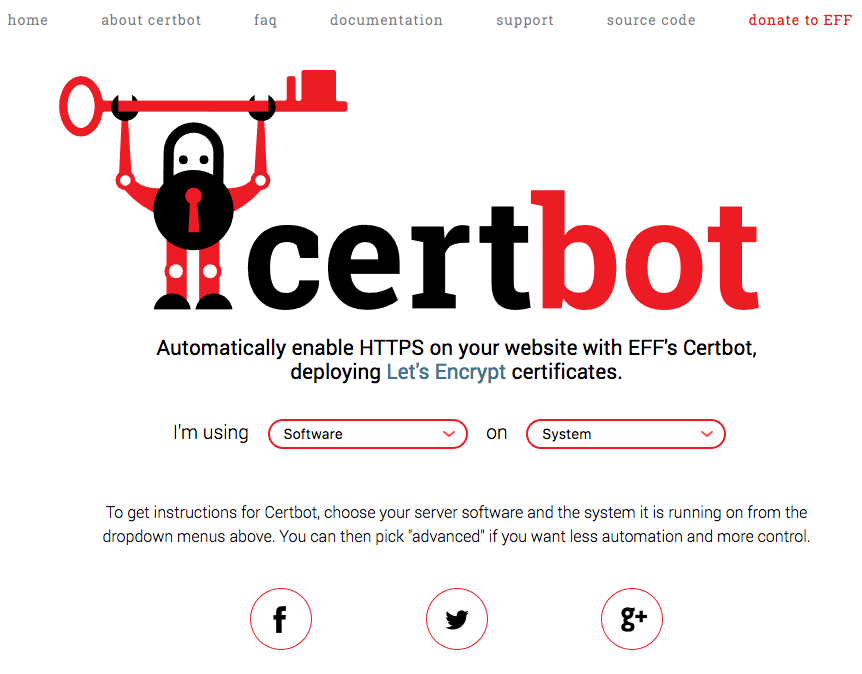 home about certbot faq documentation support source code donate to EFF
certbot
Automatically enable HTTPS on your website with EFF's Certbot,
deploying Let's Encrypt certificates.
I'm using Software on System
To get instructions for Certbot, choose your server software and the system it is running on from the
dropdown menus above. You can then pick "advanced" if you want less automation and more control.
f g+